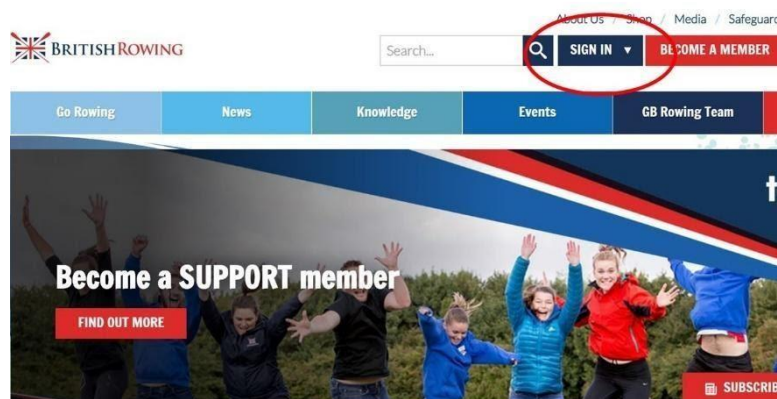 About Us / Shop / Media / Safeguard
BRITISH ROWING
Search...
SIGN IN ▼
BECOME A MEMBER
Go Rowing
News
Knowledge
Events
GB Rowing Team
t
Become a SUPPORT member
FIND OUT MORE
SUBSCRIB